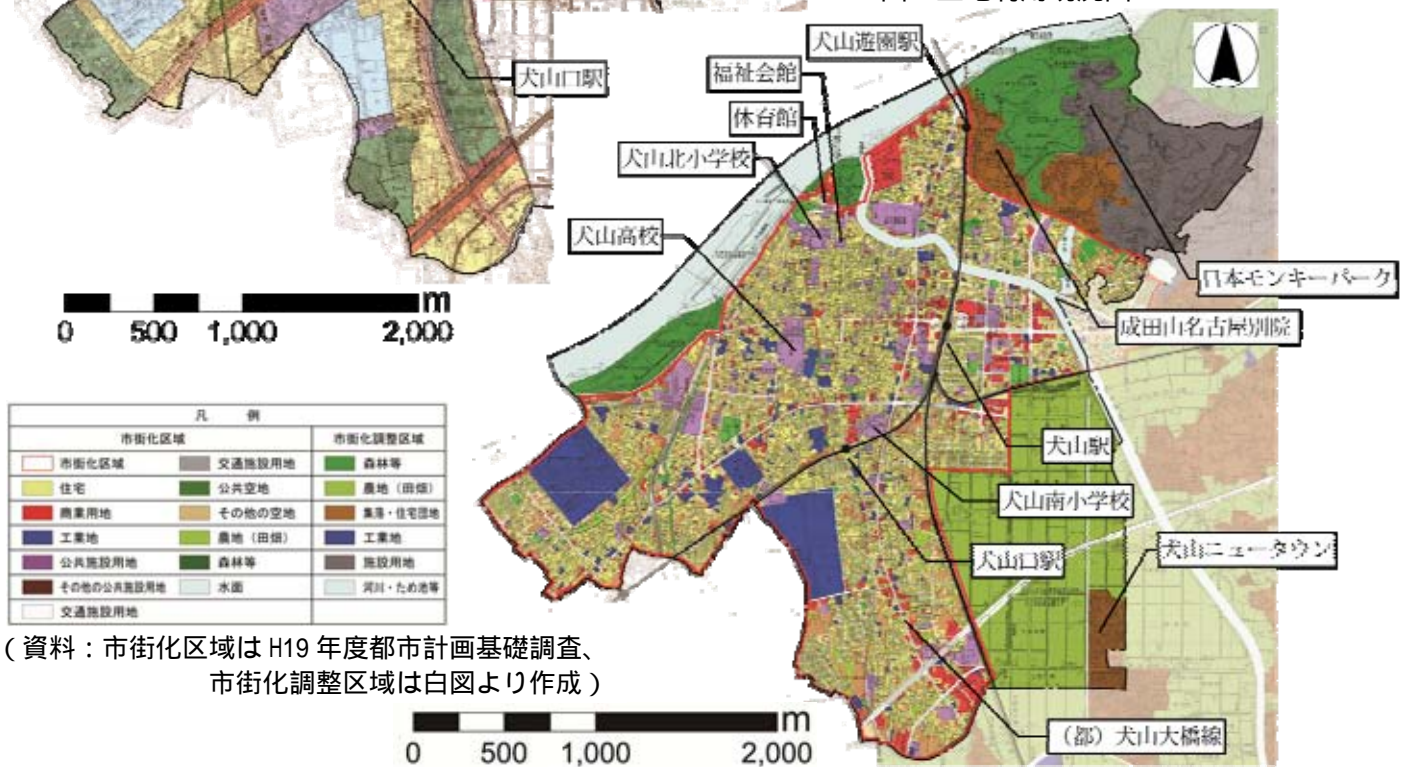 犬山口駅
m
0 500 1,000 2,000
犬山遊園駅
福祉会館
体育館
犬山北小学校
犬山高校
日本モンキーパーク
成田山名古屋別院
犬山駅
犬山南小学校
犬山口駅
犬山ニュータウン
(都)犬山大橋線
凡 例
市街化区域 市街化調整区域
市街化区域 交通施設用地 森林等
住宅 公共空地 農地(田畑)
商業用地 その他の空地 集落・住宅団地
工業地 農地(田畑) 工業地
公共施設用地 森林等 施設用地
その他の公共施設用地 水面 河川・ため池等
交通施設用地
(資料:市街化区域は H19 年度都市計画基礎調査、
市街化調整区域は白図より作成)
m
0 500 1,000 2,000